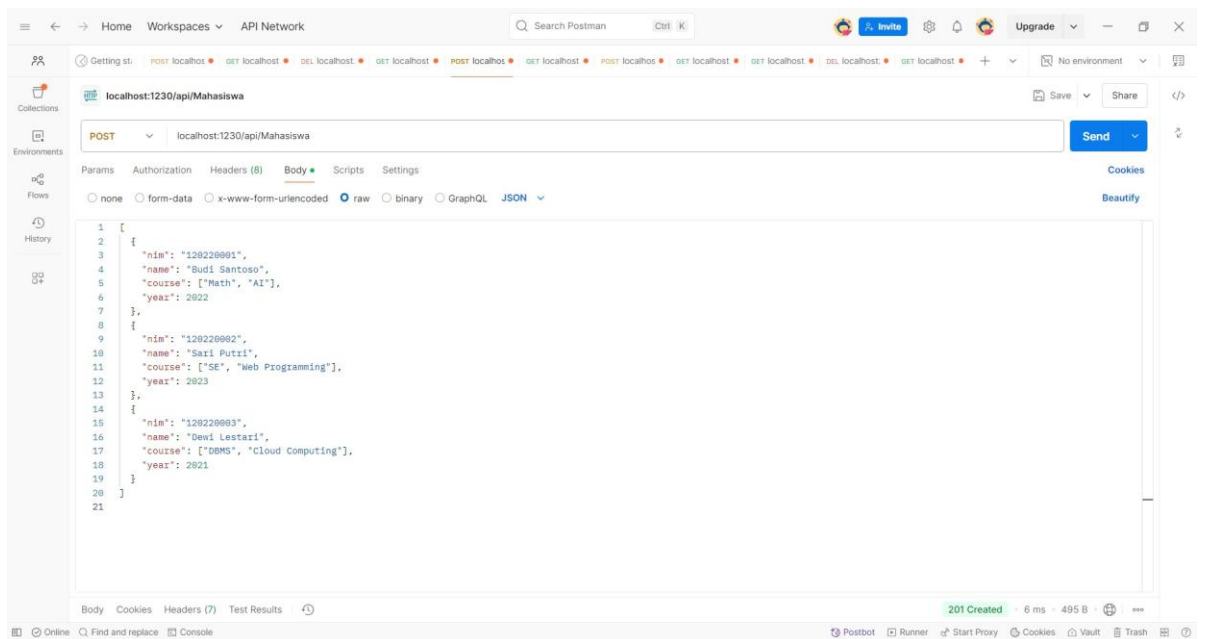 Home Workspaces API Network Search Postman Ctrl K Invite Upgrade
Getting st POST localhos GET localhost DEL localhost GET localhost POST localhos GET localhost POST localhos GET localhost GET localhost DEL localhost GET localhost No environment
Collections
Environments
Flows
History
localhost:1230/api/Mahasiswa Save Share
POST localhost:1230/api/Mahasiswa Send
Params Authorization Headers (8) Body Scripts Settings Cookies
none form-data x-www-form-urlencoded raw binary GraphQL JSON Beautify
1 [
2 {
3 "nim": "120220001",
4 "name": "Budi Santoso",
5 "course": ["Math", "AI"],
6 "year": 2022
7 },
8 {
9 "nim": "120220002",
10 "name": "Sari Putri",
11 "course": ["SE", "Web Programming"],
12 "year": 2023
13 },
14 {
15 "nim": "120220003",
16 "name": "Dewi Lestari",
17 "course": ["DBMS", "Cloud Computing"],
18 "year": 2021
19 }
20 ]
21
Body Cookies Headers (7) Test Results 201 Created 6 ms 495 B
Online Find and replace Console Postbot Runner Start Proxy Cookies Vault Trash